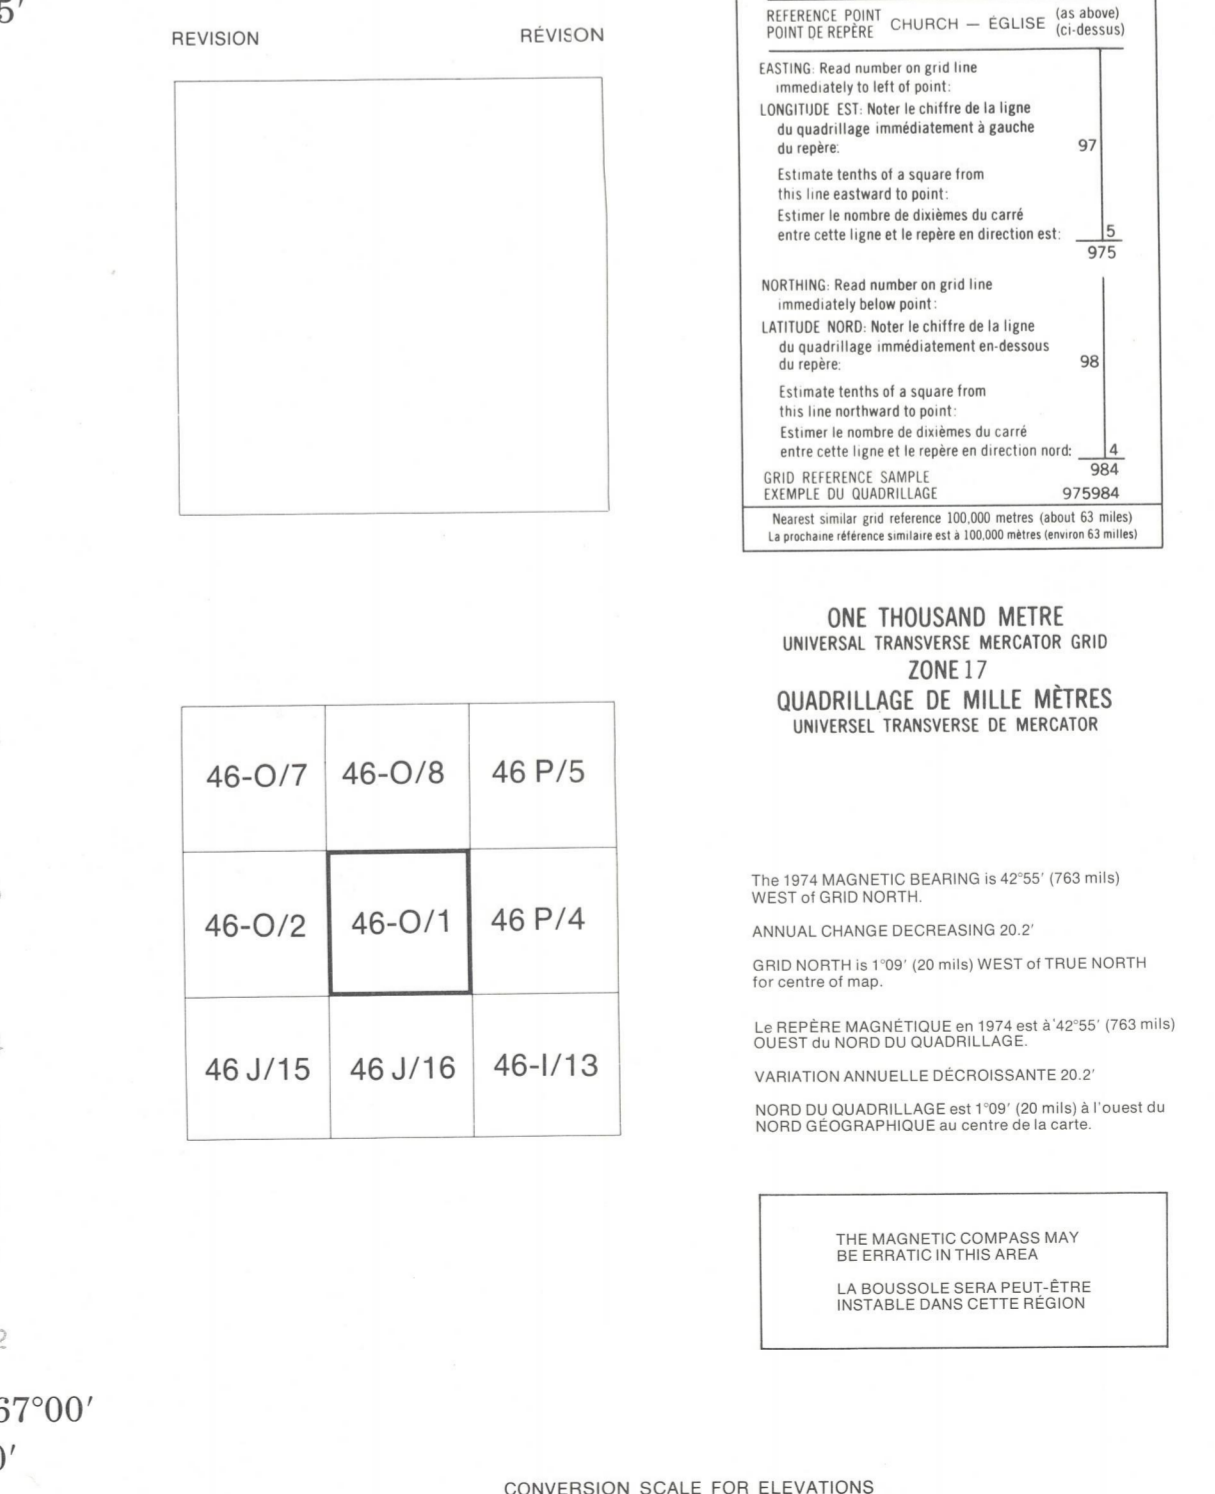 5′
REVISION RÉVISON
REFERENCE POINT
POINT DE REPÈRE
CHURCH — ÉGLISE
(as above)
(ci-dessus)
EASTING: Read number on grid line
immediately to left of point:
LONGITUDE EST: Noter le chiffre de la ligne
du quadrillage immédiatement à gauche
du repère: 97
Estimate tenths of a square from
this line eastward to point:
Estimer le nombre de dixièmes du carré
entre cette ligne et le repère en direction est: 5
975
NORTHING: Read number on grid line
immediately below point:
LATITUDE NORD: Noter le chiffre de la ligne
du quadrillage immédiatement en-dessous
du repère: 98
Estimate tenths of a square from
this line northward to point:
Estimer le nombre de dixièmes du carré
entre cette ligne et le repère en direction nord: 4
984
GRID REFERENCE SAMPLE
EXEMPLE DU QUADRILLAGE 975984
Nearest similar grid reference 100,000 metres (about 63 miles)
La prochaine référence similaire est à 100,000 mètres (environ 63 milles)
ONE THOUSAND METRE
UNIVERSAL TRANSVERSE MERCATOR GRID
ZONE 17
QUADRILLAGE DE MILLE MÈTRES
UNIVERSEL TRANSVERSE DE MERCATOR
46-O/7 46-O/8 46 P/5
46-O/2 46-O/1 46 P/4
46 J/15 46 J/16 46-I/13
The 1974 MAGNETIC BEARING is 42°55′ (763 mils)
WEST of GRID NORTH.
ANNUAL CHANGE DECREASING 20.2′
GRID NORTH is 1°09′ (20 mils) WEST of TRUE NORTH
for centre of map.
Le REPÈRE MAGNÉTIQUE en 1974 est à 42°55′ (763 mils)
OUEST du NORD DU QUADRILLAGE.
VARIATION ANNUELLE DÉCROISSANTE 20.2′
NORD DU QUADRILLAGE est 1°09′ (20 mils) à l'ouest du
NORD GÉOGRAPHIQUE au centre de la carte.
THE MAGNETIC COMPASS MAY
BE ERRATIC IN THIS AREA
LA BOUSSOLE SERA PEUT-ÊTRE
INSTABLE DANS CETTE RÉGION
2
67°00′
0′
CONVERSION SCALE FOR ELEVATIONS